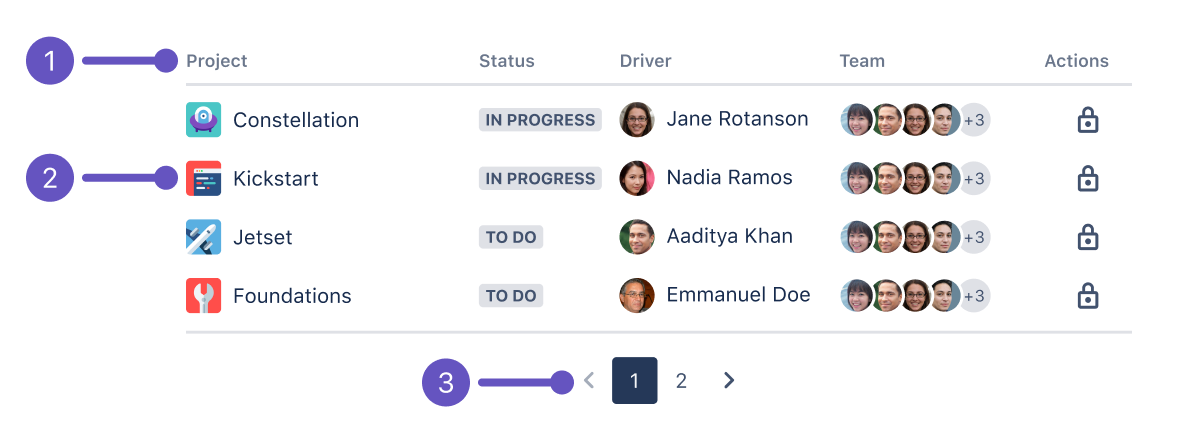 1 Project Status Driver Team Actions
Constellation IN PROGRESS Jane Rotanson +3
2 Kickstart IN PROGRESS Nadia Ramos +3
Jetset TO DO Aaditya Khan +3
Foundations TO DO Emmanuel Doe +3
3 1 2